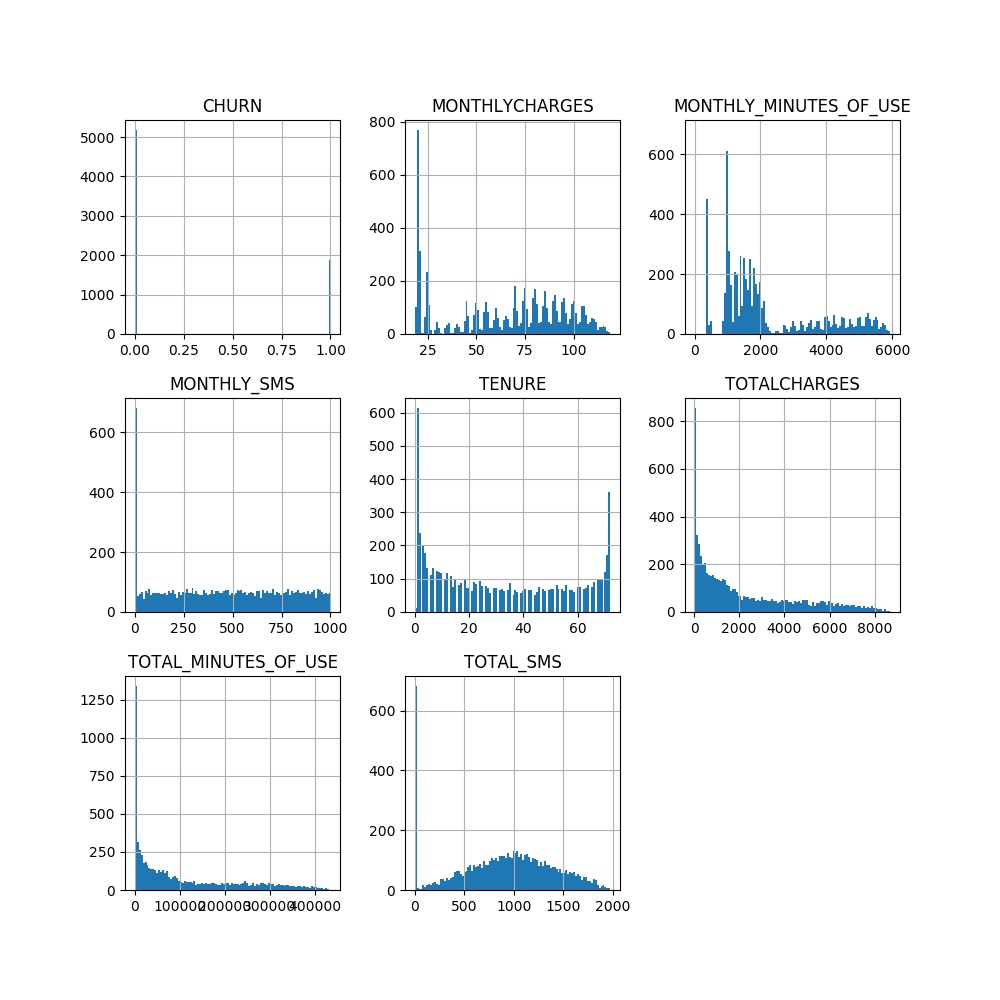 CHURN
5000
4000
3000
2000
1000
0
0.00 0.25 0.50 0.75 1.00
MONTHLYCHARGES
800
600
400
200
0
25 50 75 100
MONTHLY_MINUTES_OF_USE
600
400
200
0
0 2000 4000 6000
MONTHLY_SMS
600
400
200
0
0 250 500 750 1000
TENURE
600
500
400
300
200
100
0
0 20 40 60
TOTALCHARGES
800
600
400
200
0
0 2000 4000 6000 8000
TOTAL_MINUTES_OF_USE
1250
1000
750
500
250
0
0 100000 200000 300000 400000
TOTAL_SMS
600
400
200
0
0 500 1000 1500 2000